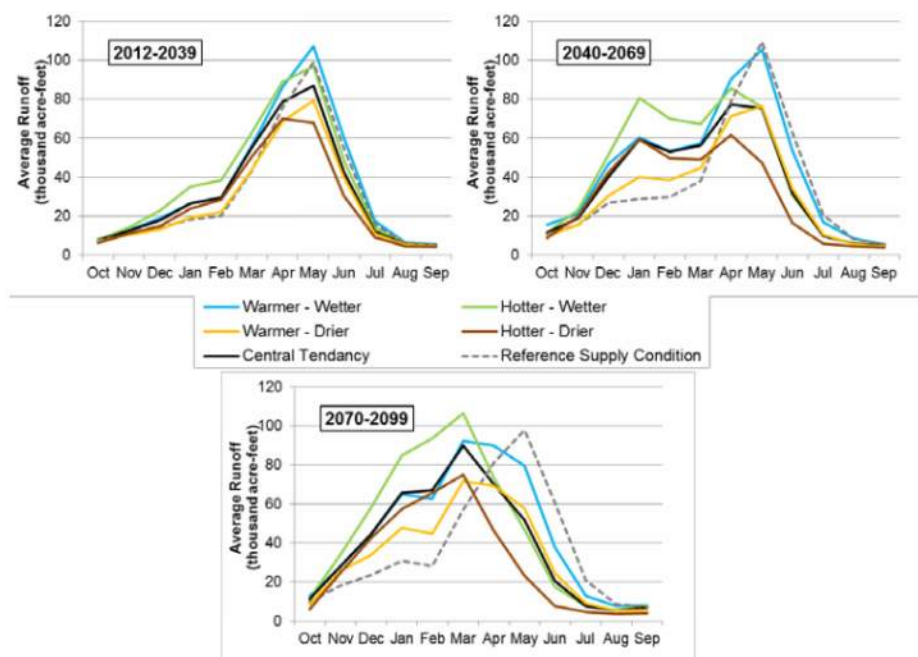 120
100
80
60
40
20
0
Average Runoff
(thousand acre-feet)
2012-2039
Oct Nov Dec Jan Feb Mar Apr May Jun Jul Aug Sep
120
100
80
60
40
20
0
Average Runoff
(thousand acre-feet)
2040-2069
Oct Nov Dec Jan Feb Mar Apr May Jun Jul Aug Sep
Warmer - Wetter
Hotter - Wetter
Warmer - Drier
Hotter - Drier
Central Tendancy
Reference Supply Condition
120
100
80
60
40
20
0
Average Runoff
(thousand acre-feet)
2070-2099
Oct Nov Dec Jan Feb Mar Apr May Jun Jul Aug Sep